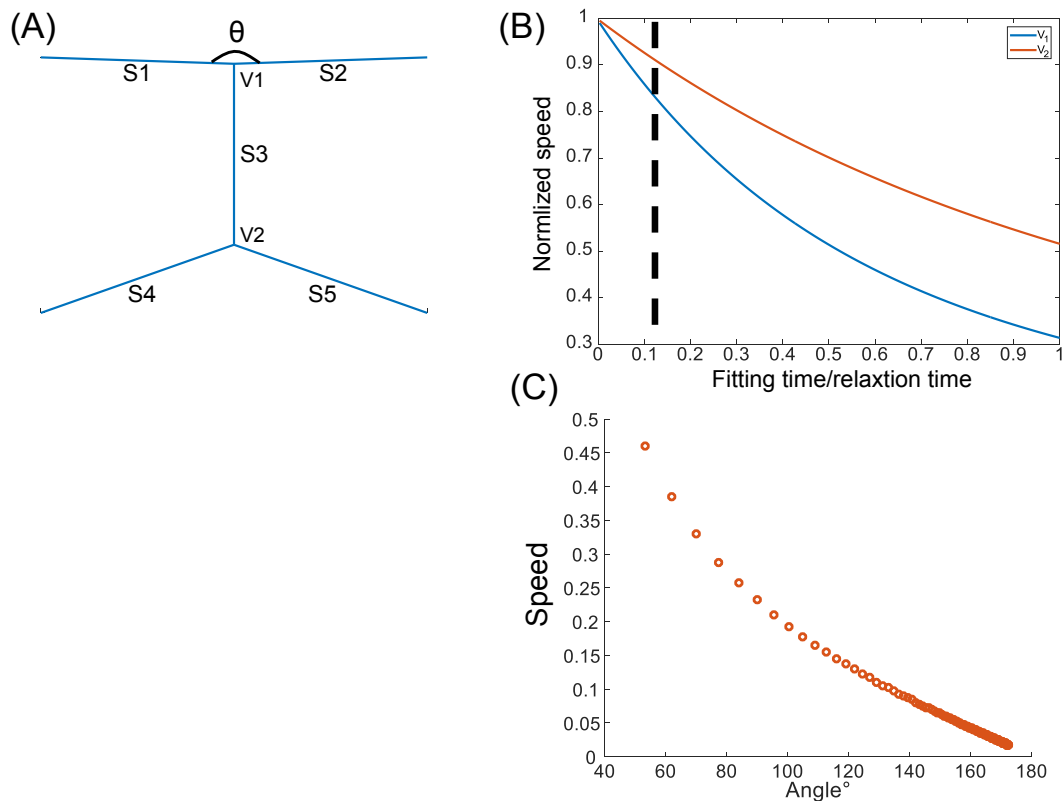 (A)
θ
S1
V1
S2
S3
V2
S4
S5
(B)
1
0.9
0.8
0.7
0.6
0.5
0.4
0.3
Normlized speed
V₁
V₂
0 0.1 0.2 0.3 0.4 0.5 0.6 0.7 0.8 0.9 1
Fitting time/relaxtion time
(C)
0.5
0.45
0.4
0.35
0.3
0.25
0.2
0.15
0.1
0.05
0
Speed
40 60 80 100 120 140 160 180
Angle°